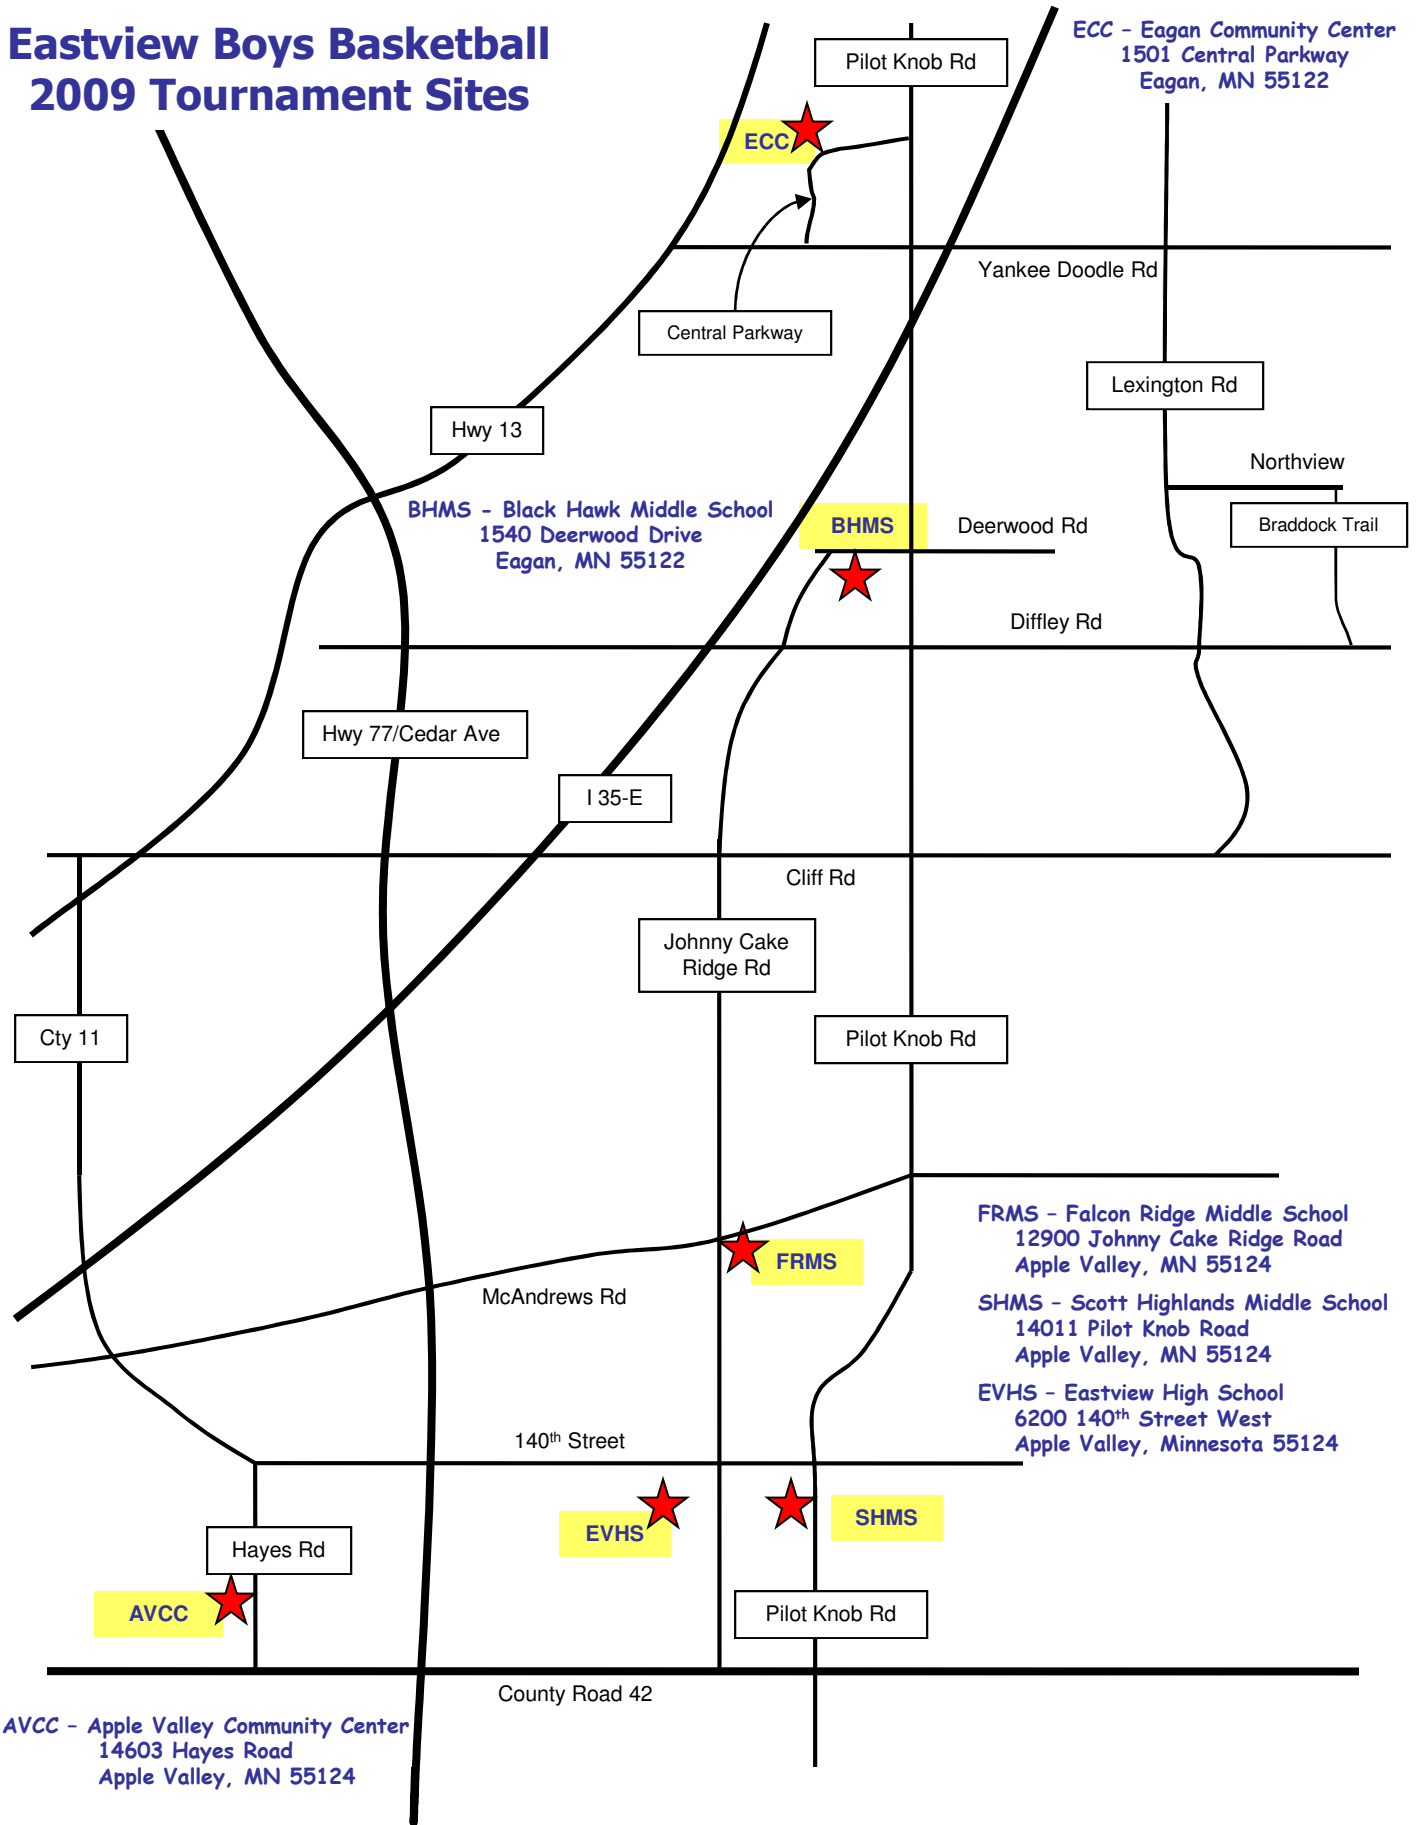 Eastview Boys Basketball
2009 Tournament Sites
ECC – Eagan Community Center
1501 Central Parkway
Eagan, MN 55122
Pilot Knob Rd
ECC
Yankee Doodle Rd
Central Parkway
Lexington Rd
Hwy 13
Northview
Braddock Trail
BHMS - Black Hawk Middle School
1540 Deerwood Drive
Eagan, MN 55122
BHMS
Deerwood Rd
Diffley Rd
Hwy 77/Cedar Ave
I 35-E
Cliff Rd
Johnny Cake
Ridge Rd
Cty 11
Pilot Knob Rd
FRMS – Falcon Ridge Middle School
12900 Johnny Cake Ridge Road
Apple Valley, MN 55124
FRMS
McAndrews Rd
SHMS – Scott Highlands Middle School
14011 Pilot Knob Road
Apple Valley, MN 55124
EVHS – Eastview High School
6200 140th Street West
Apple Valley, Minnesota 55124
140th Street
EVHS
SHMS
Hayes Rd
AVCC
Pilot Knob Rd
County Road 42
AVCC – Apple Valley Community Center
14603 Hayes Road
Apple Valley, MN 55124